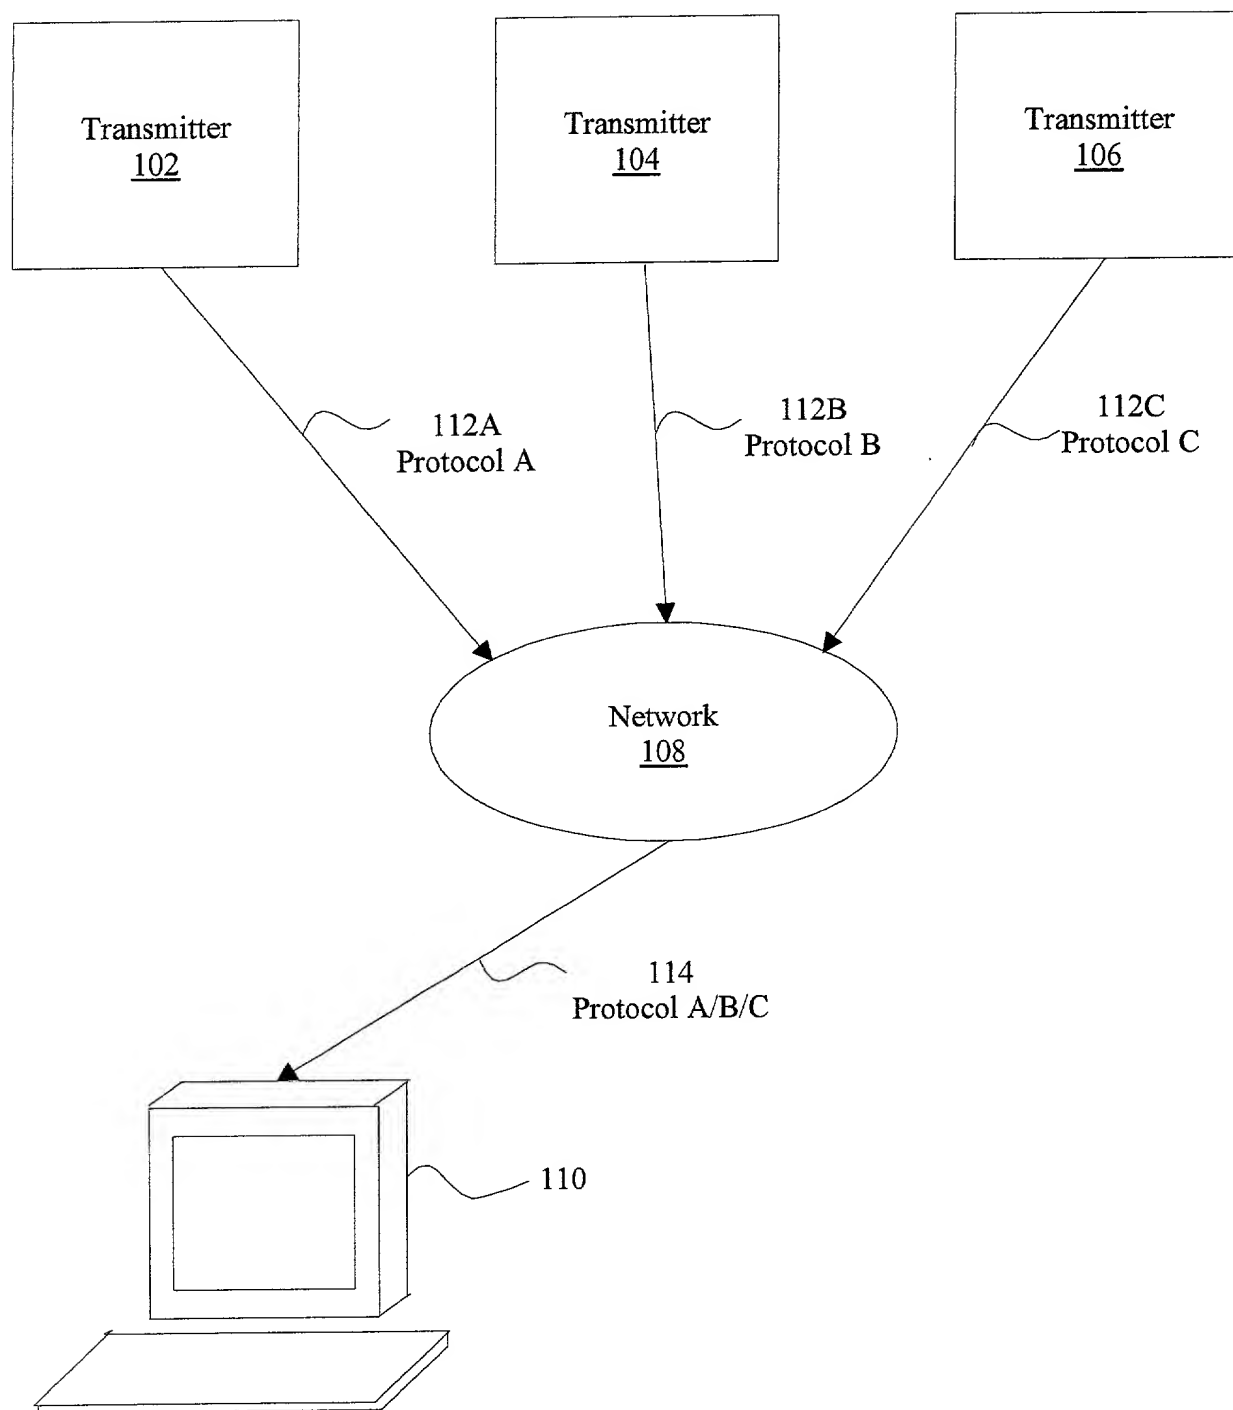 Transmitter
102
Transmitter
104
Transmitter
106
112A
Protocol A
112B
Protocol B
112C
Protocol C
Network
108
114
Protocol A/B/C
110